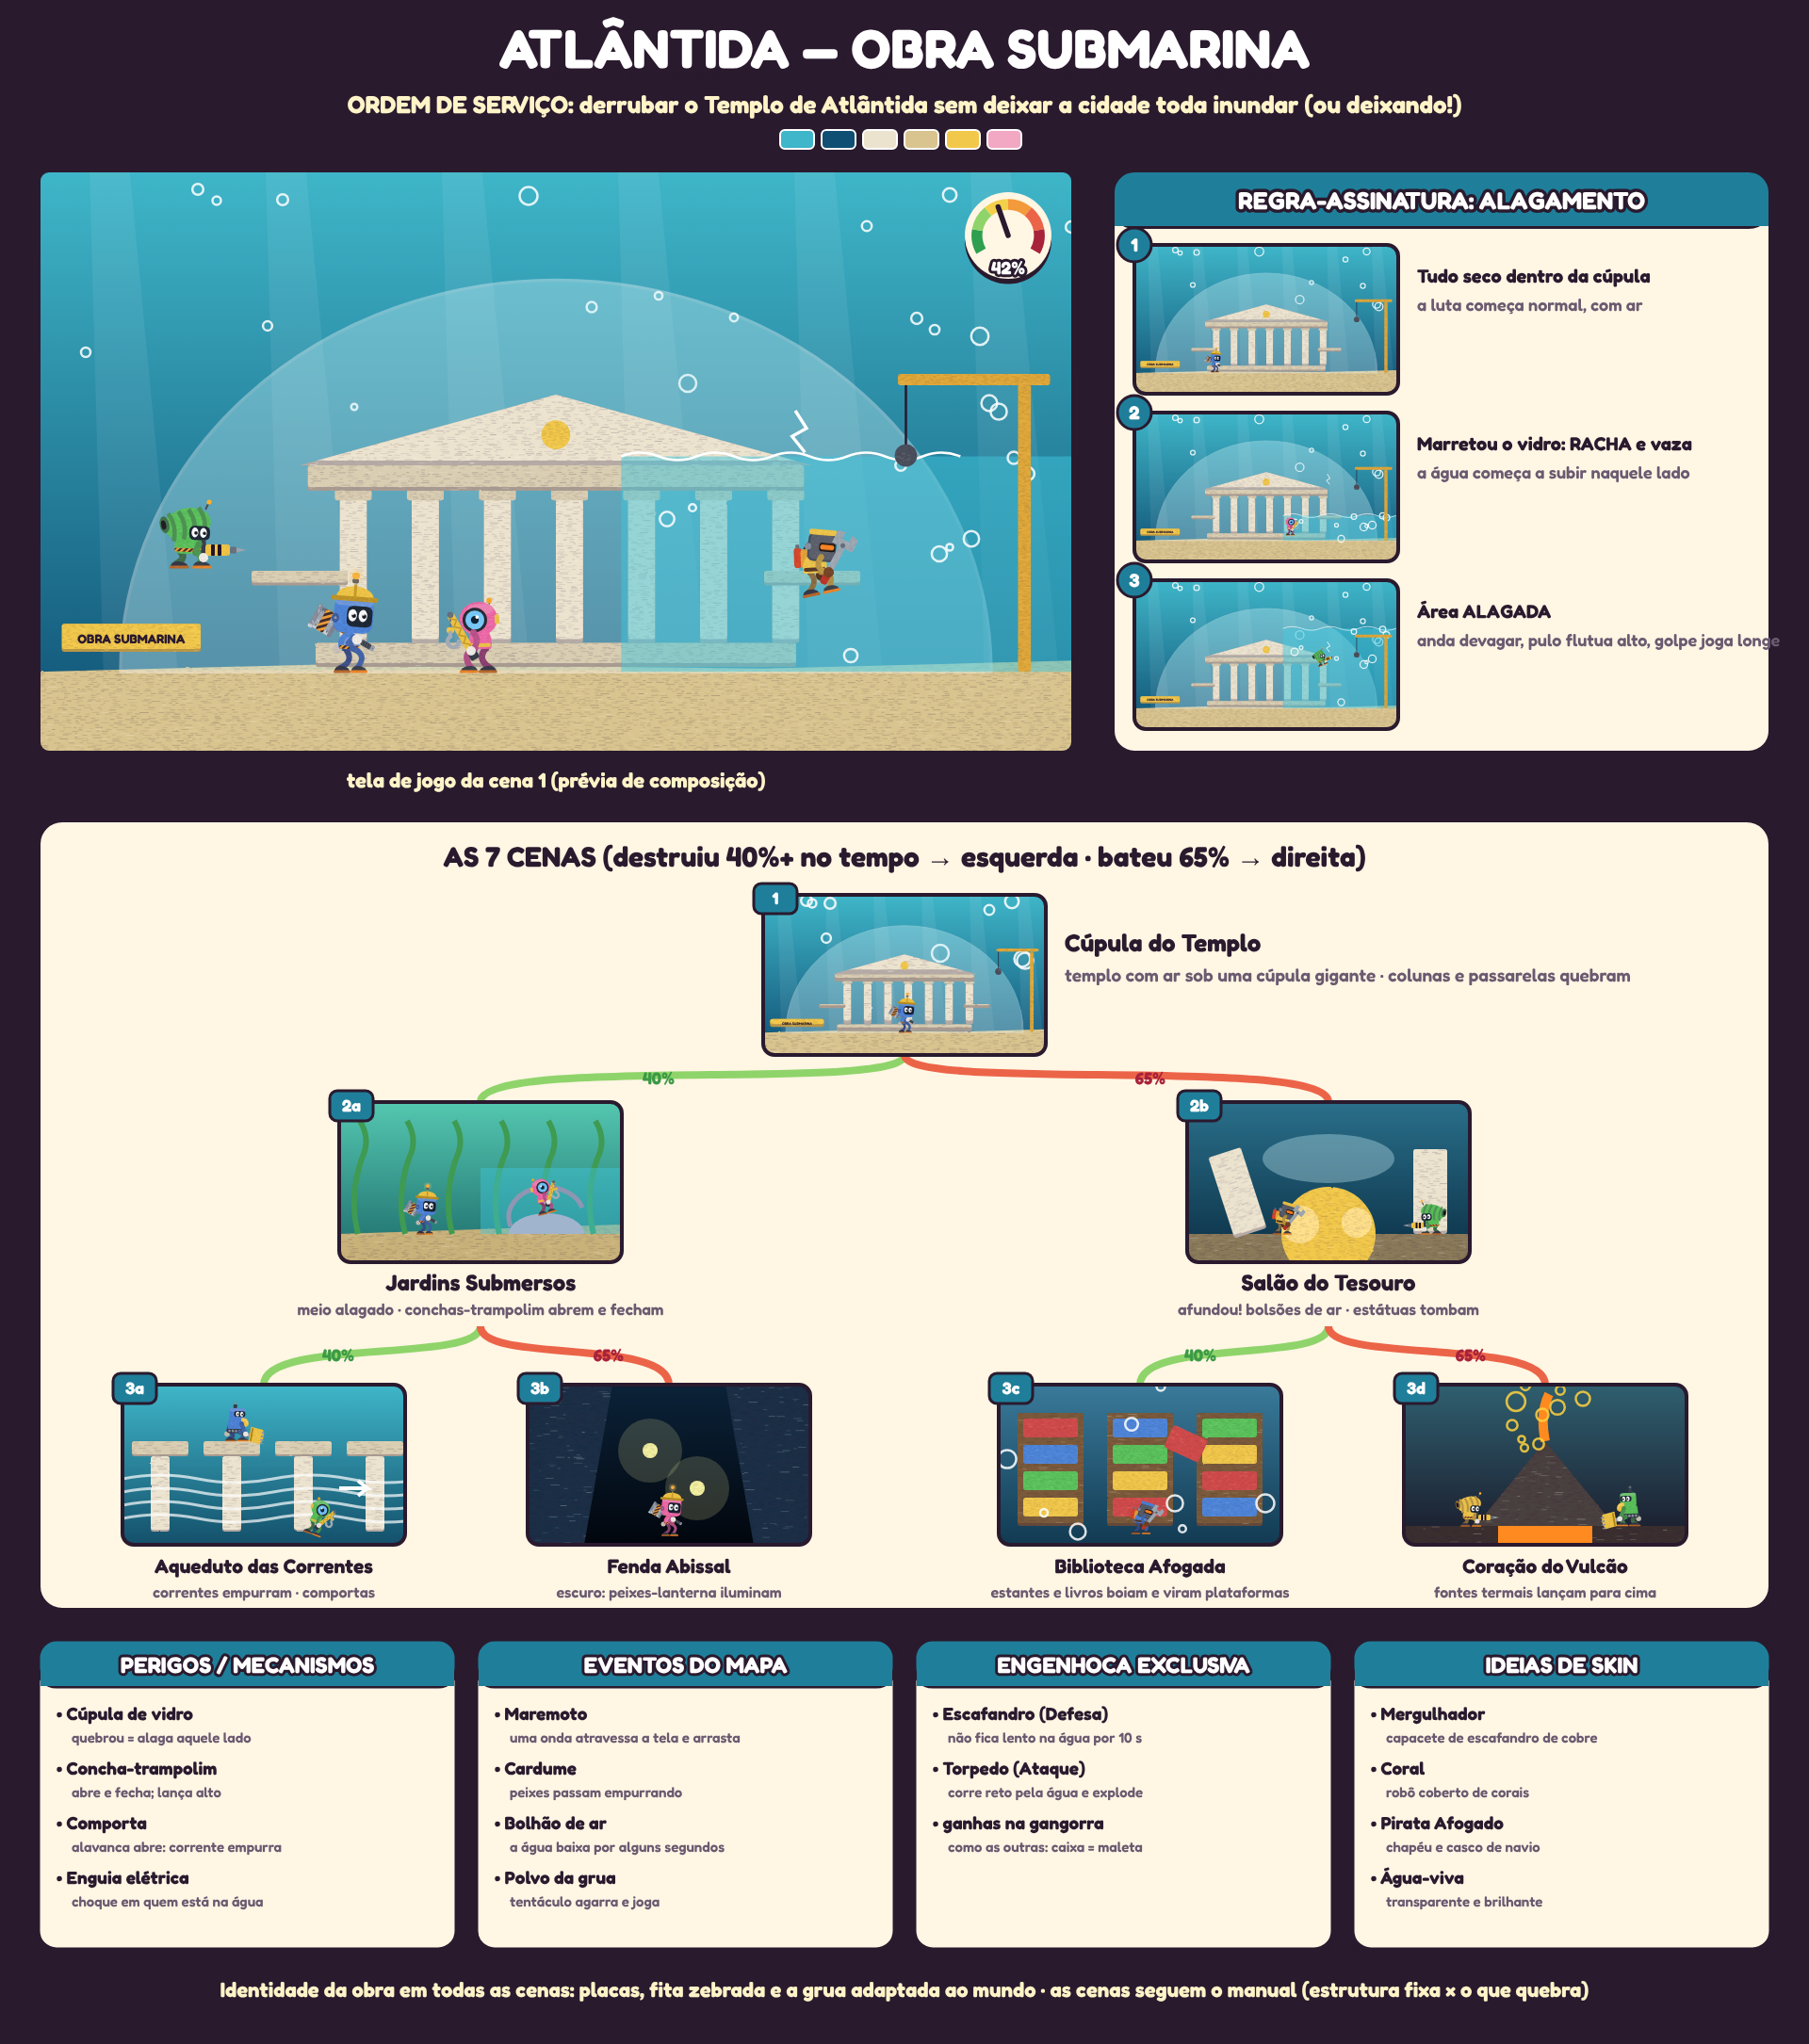 ATLÂNTIDA — OBRA SUBMARINA
ORDEM DE SERVIÇO: derrubar o Templo de Atlântida sem deixar a cidade toda inundar (ou deixando!)
42%
OBRA SUBMARINA
tela de jogo da cena 1 (prévia de composição)
REGRA-ASSINATURA: ALAGAMENTO
1
Tudo seco dentro da cúpula
a luta começa normal, com ar
OBRA SUBMARINA
2
Marretou o vidro: RACHA e vaza
a água começa a subir naquele lado
OBRA SUBMARINA
3
Área ALAGADA
anda devagar, pulo flutua alto, golpe joga longe
OBRA SUBMARINA
AS 7 CENAS (destruiu 40%+ no tempo → esquerda · bateu 65% → direita)
1
Cúpula do Templo
templo com ar sob uma cúpula gigante · colunas e passarelas quebram
OBRA SUBMARINA
40%
65%
2a
Jardins Submersos
meio alagado · conchas-trampolim abrem e fecham
2b
Salão do Tesouro
afundou! bolsões de ar · estátuas tombam
40%
65%
40%
65%
3a
Aqueduto das Correntes
correntes empurram · comportas
3b
Fenda Abissal
escuro: peixes-lanterna iluminam
3c
Biblioteca Afogada
estantes e livros boiam e viram plataformas
3d
Coração do Vulcão
fontes termais lançam para cima
PERIGOS / MECANISMOS
• Cúpula de vidro
quebrou = alaga aquele lado
• Concha-trampolim
abre e fecha; lança alto
• Comporta
alavanca abre: corrente empurra
• Enguia elétrica
choque em quem está na água
EVENTOS DO MAPA
• Maremoto
uma onda atravessa a tela e arrasta
• Cardume
peixes passam empurrando
• Bolhão de ar
a água baixa por alguns segundos
• Polvo da grua
tentáculo agarra e joga
ENGENHOCA EXCLUSIVA
• Escafandro (Defesa)
não fica lento na água por 10 s
• Torpedo (Ataque)
corre reto pela água e explode
• ganhas na gangorra
como as outras: caixa = maleta
IDEIAS DE SKIN
• Mergulhador
capacete de escafandro de cobre
• Coral
robô coberto de corais
• Pirata Afogado
chapéu e casco de navio
• Água-viva
transparente e brilhante
Identidade da obra em todas as cenas: placas, fita zebrada e a grua adaptada ao mundo · as cenas seguem o manual (estrutura fixa × o que quebra)